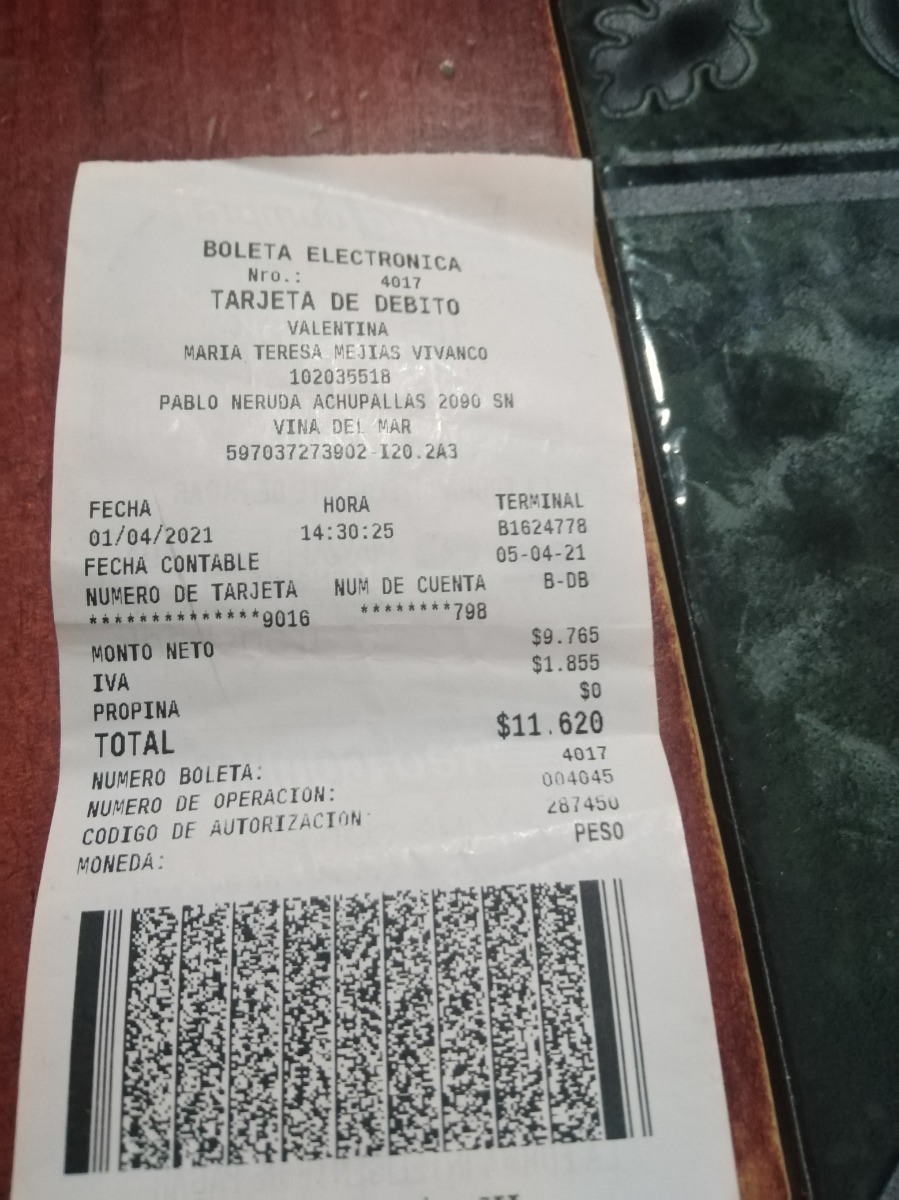 BOLETA ELECTRONICA
Nro.: 4017
TARJETA DE DEBITO
VALENTINA
MARIA TERESA MEJIAS VIVANCO
102035518
PABLO NERUDA ACHUPALLAS 2090 SN
VINA DEL MAR
597037273902-I20.2A3
FECHA HORA TERMINAL
01/04/2021 14:30:25 B1624778
FECHA CONTABLE 05-04-21
NUMERO DE TARJETA NUM DE CUENTA B-DB
**************9016 ********798
MONTO NETO $9.765
IVA $1.855
PROPINA $0
TOTAL $11.620
NUMERO BOLETA: 4017
NUMERO DE OPERACION: 004045
CODIGO DE AUTORIZACION: 287450
MONEDA: PESO